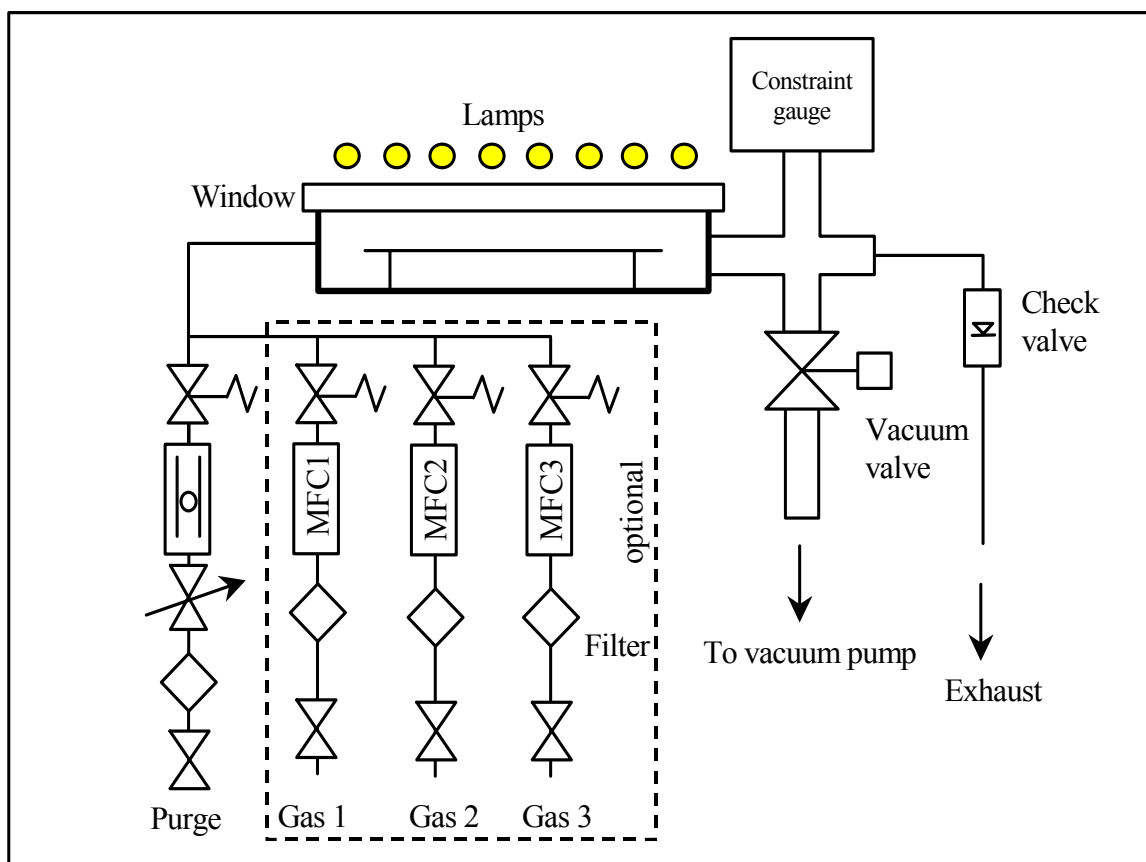 Constraint
gauge
Lamps
Window
Check
valve
Vacuum
valve
MFC1
MFC2
MFC3
optional
Filter
To vacuum pump
Exhaust
Purge
Gas 1
Gas 2
Gas 3